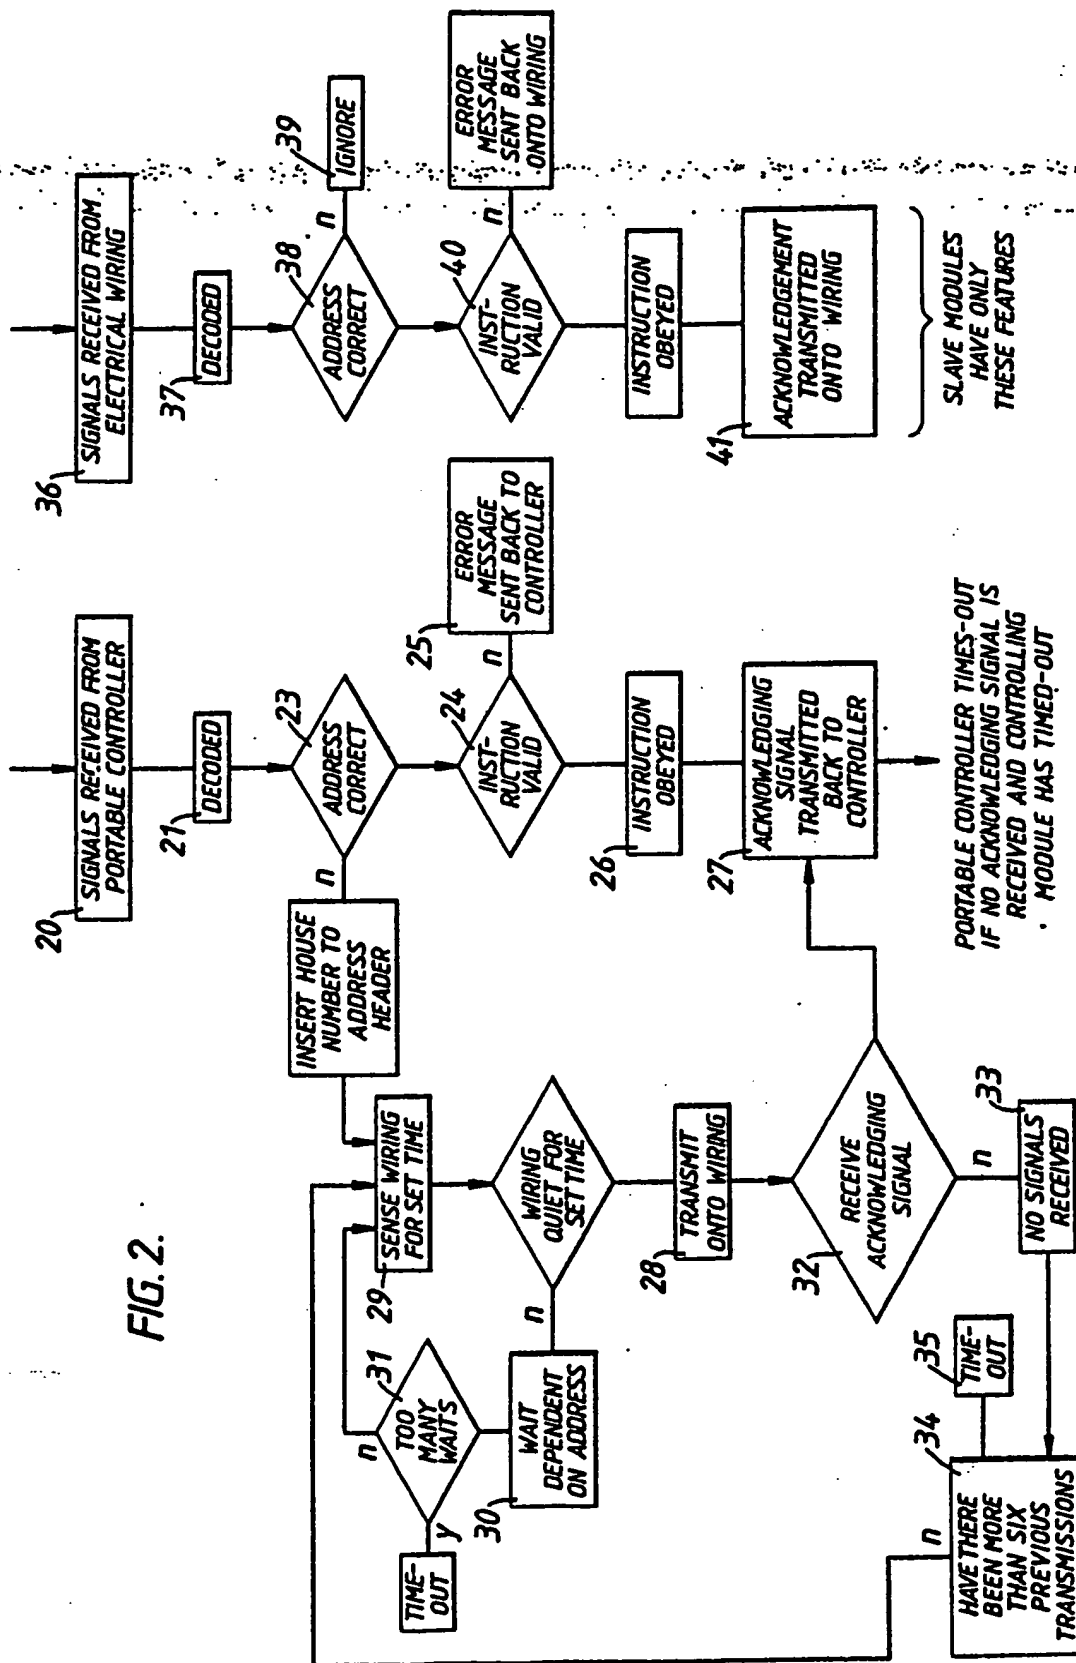 FIG. 2.
20
SIGNALS RECEIVED FROM
PORTABLE CONTROLLER
21
DECODED
23
ADDRESS
CORRECT
n
INSERT HOUSE
NUMBER TO
ADDRESS
HEADER
24
INST-
RUCTION
VALID
n
25
ERROR
MESSAGE
SENT BACK TO
CONTROLLER
26
INSTRUCTION
OBEYED
27
ACKNOWLEDGING
SIGNAL
TRANSMITTED
BACK TO
CONTROLLER
PORTABLE CONTROLLER TIMES-OUT
IF NO ACKNOWLEDGING SIGNAL IS
RECEIVED AND CONTROLLING
MODULE HAS TIMED-OUT
29
SENSE WIRING
FOR SET TIME
WIRING
QUIET FOR
SET TIME
n
30
WAIT
DEPENDENT
ON ADDRESS
31
TOO
MANY
WAITS
n
y
TIME-
OUT
28
TRANSMIT
ONTO WIRING
32
RECEIVE
ACKNOWLEDGING
SIGNAL
n
33
NO SIGNALS
RECEIVED
34
HAVE THERE
BEEN MORE
THAN SIX
PREVIOUS
TRANSMISSIONS
n
35
TIME-
OUT
36
SIGNALS RECEIVED FROM
ELECTRICAL WIRING
37
DECODED
38
ADDRESS
CORRECT
n
39
IGNORE
40
INST-
RUCTION
VALID
n
ERROR
MESSAGE
SENT BACK
ONTO WIRING
INSTRUCTION
OBEYED
41
ACKNOWLEDGEMENT
TRANSMITTED
ONTO WIRING
SLAVE MODULES
HAVE ONLY
THESE FEATURES